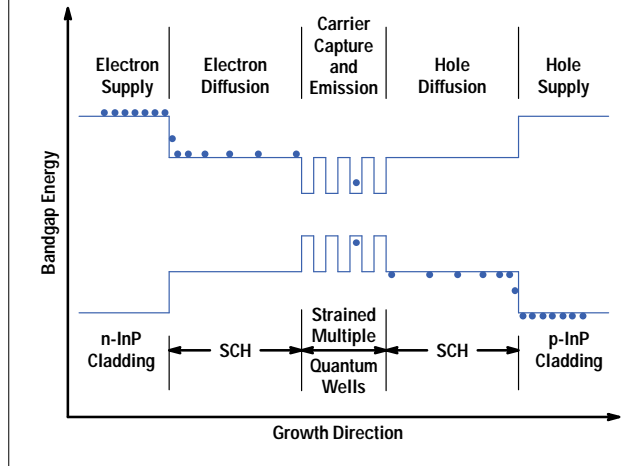 Carrier
Capture
and
Emission
Electron
Supply
Electron
Diffusion
Hole
Diffusion
Hole
Supply
Bandgap Energy
n-InP
Cladding
SCH
Strained
Multiple
Quantum
Wells
SCH
p-InP
Cladding
Growth Direction